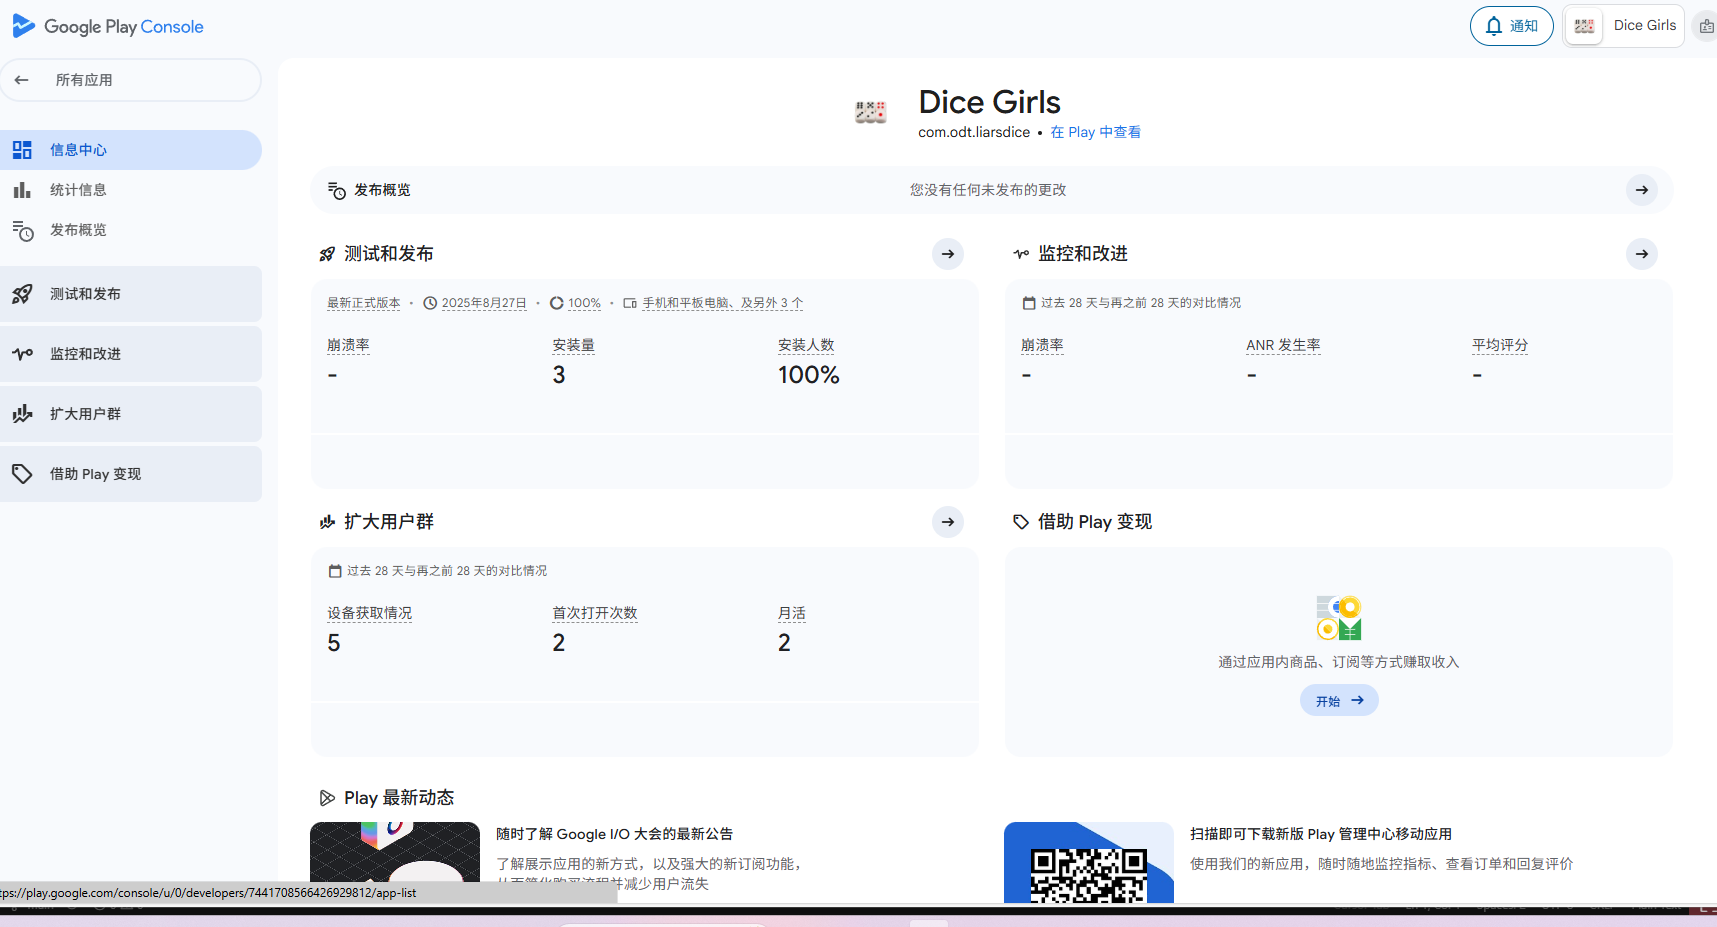 Google Play Console
通知
Dice Girls
所有应用
信息中心
统计信息
发布概览
测试和发布
监控和改进
扩大用户群
借助 Play 变现
Dice Girls
com.odt.liarsdice • 在 Play 中查看
发布概览
您没有任何未发布的更改
测试和发布
最新正式版本 • 2025年8月27日 • 100% • 手机和平板电脑、及另外 3 个
崩溃率 安装量 安装人数
- 3 100%
监控和改进
过去 28 天与再之前 28 天的对比情况
崩溃率 ANR 发生率 平均评分
- - -
扩大用户群
过去 28 天与再之前 28 天的对比情况
设备获取情况 首次打开次数 月活
5 2 2
借助 Play 变现
通过应用内商品、订阅等方式赚取收入
开始
Play 最新动态
随时了解 Google I/O 大会的最新公告
了解展示应用的新方式，以及强大的新订阅功能，
从而简化购买流程并减少用户流失
扫描即可下载新版 Play 管理中心移动应用
使用我们的新应用，随时随地监控指标、查看订单和回复评价
tps://play.google.com/console/u/0/developers/7441708566426929812/app-list